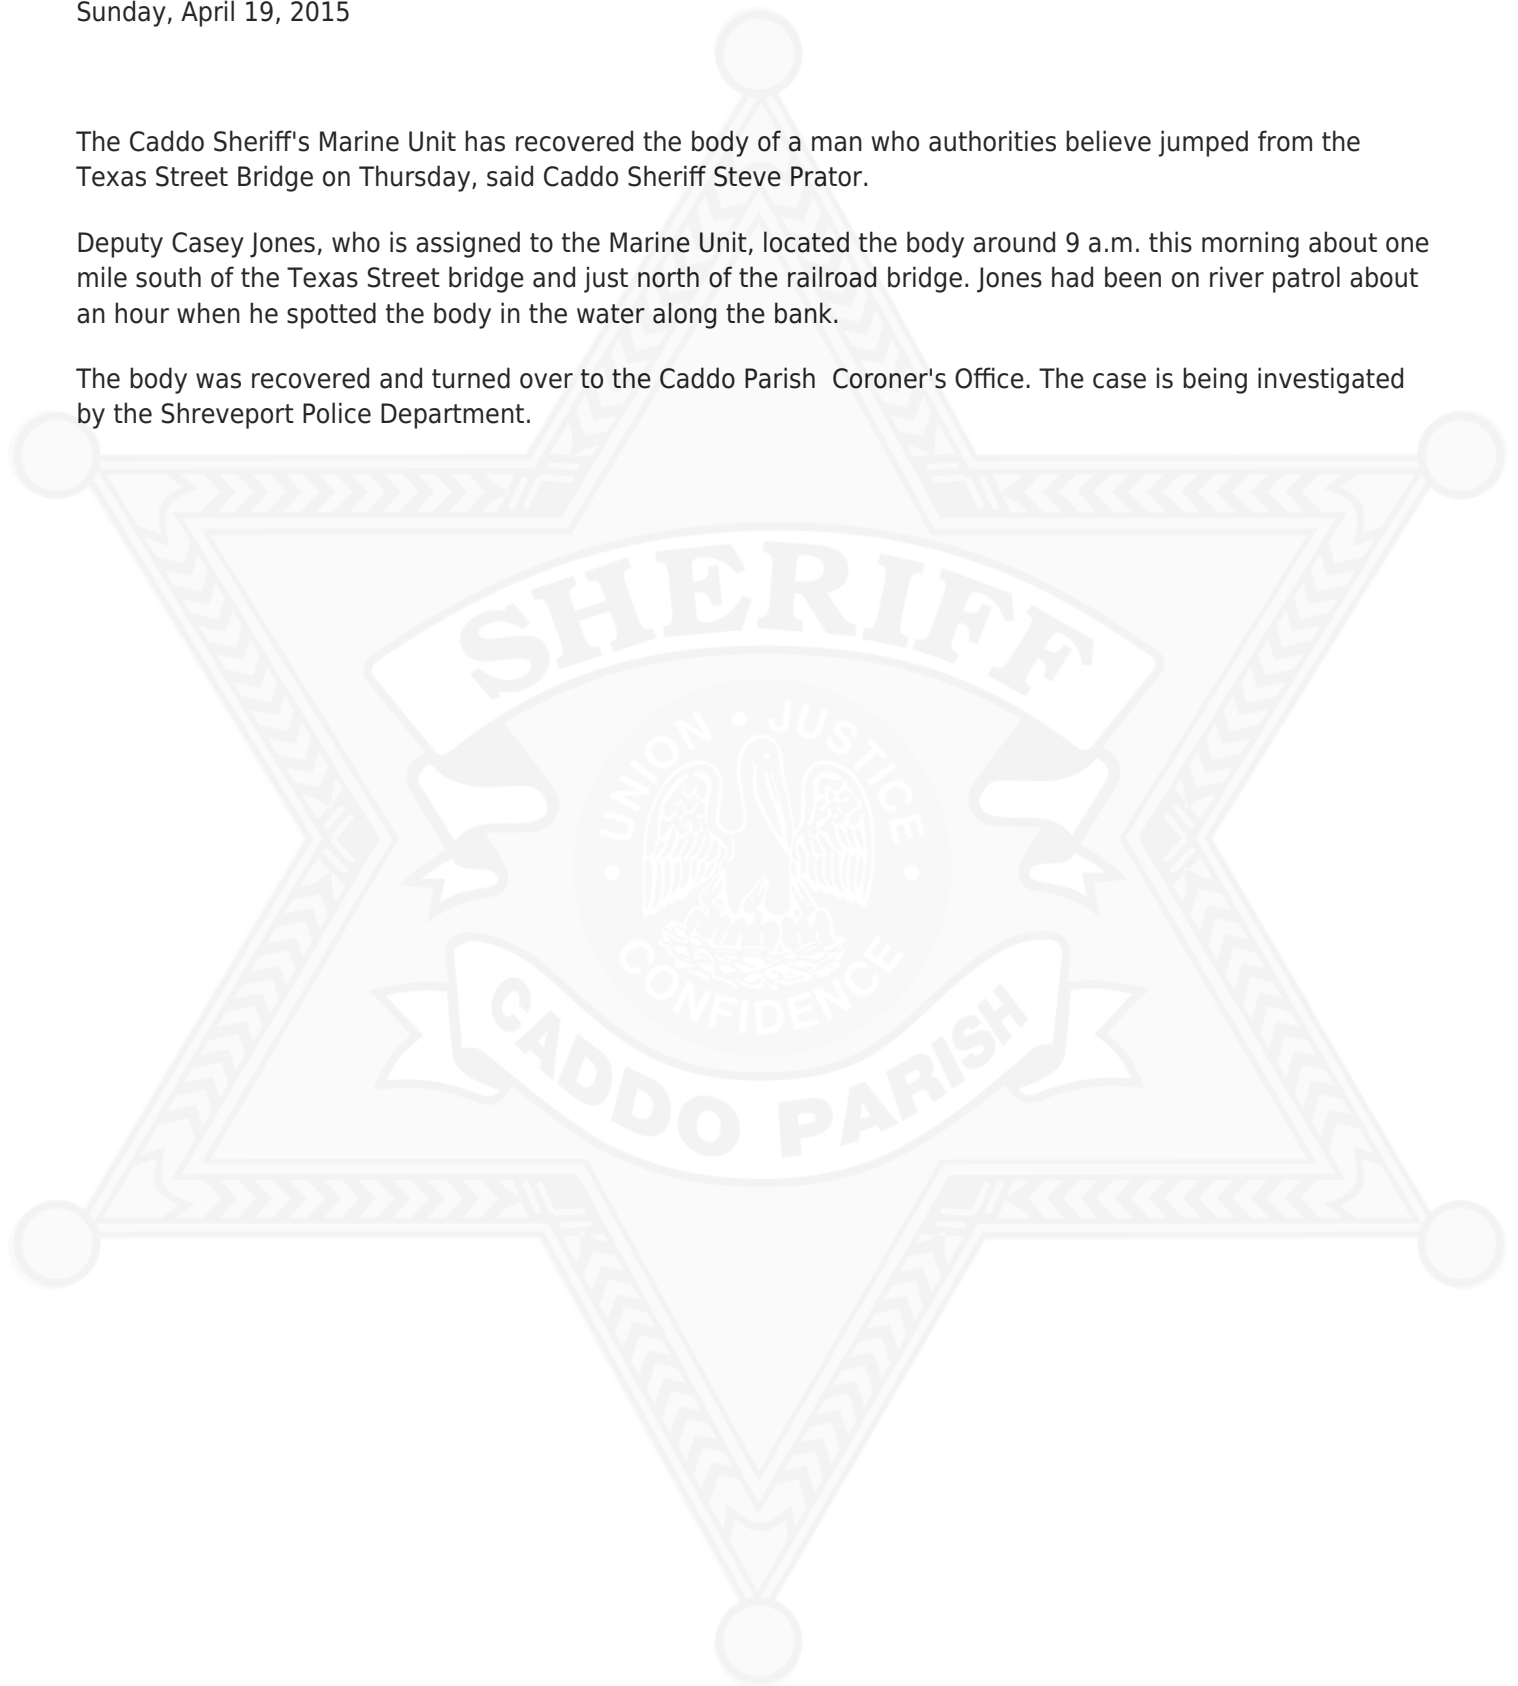 Sunday, April 19, 2015
The Caddo Sheriff's Marine Unit has recovered the body of a man who authorities believe jumped from the
Texas Street Bridge on Thursday, said Caddo Sheriff Steve Prator.
Deputy Casey Jones, who is assigned to the Marine Unit, located the body around 9 a.m. this morning about one
mile south of the Texas Street bridge and just north of the railroad bridge. Jones had been on river patrol about
an hour when he spotted the body in the water along the bank.
The body was recovered and turned over to the Caddo Parish  Coroner's Office. The case is being investigated
by the Shreveport Police Department.
SHERIFF
UNION • JUSTICE
• CONFIDENCE •
CADDO PARISH